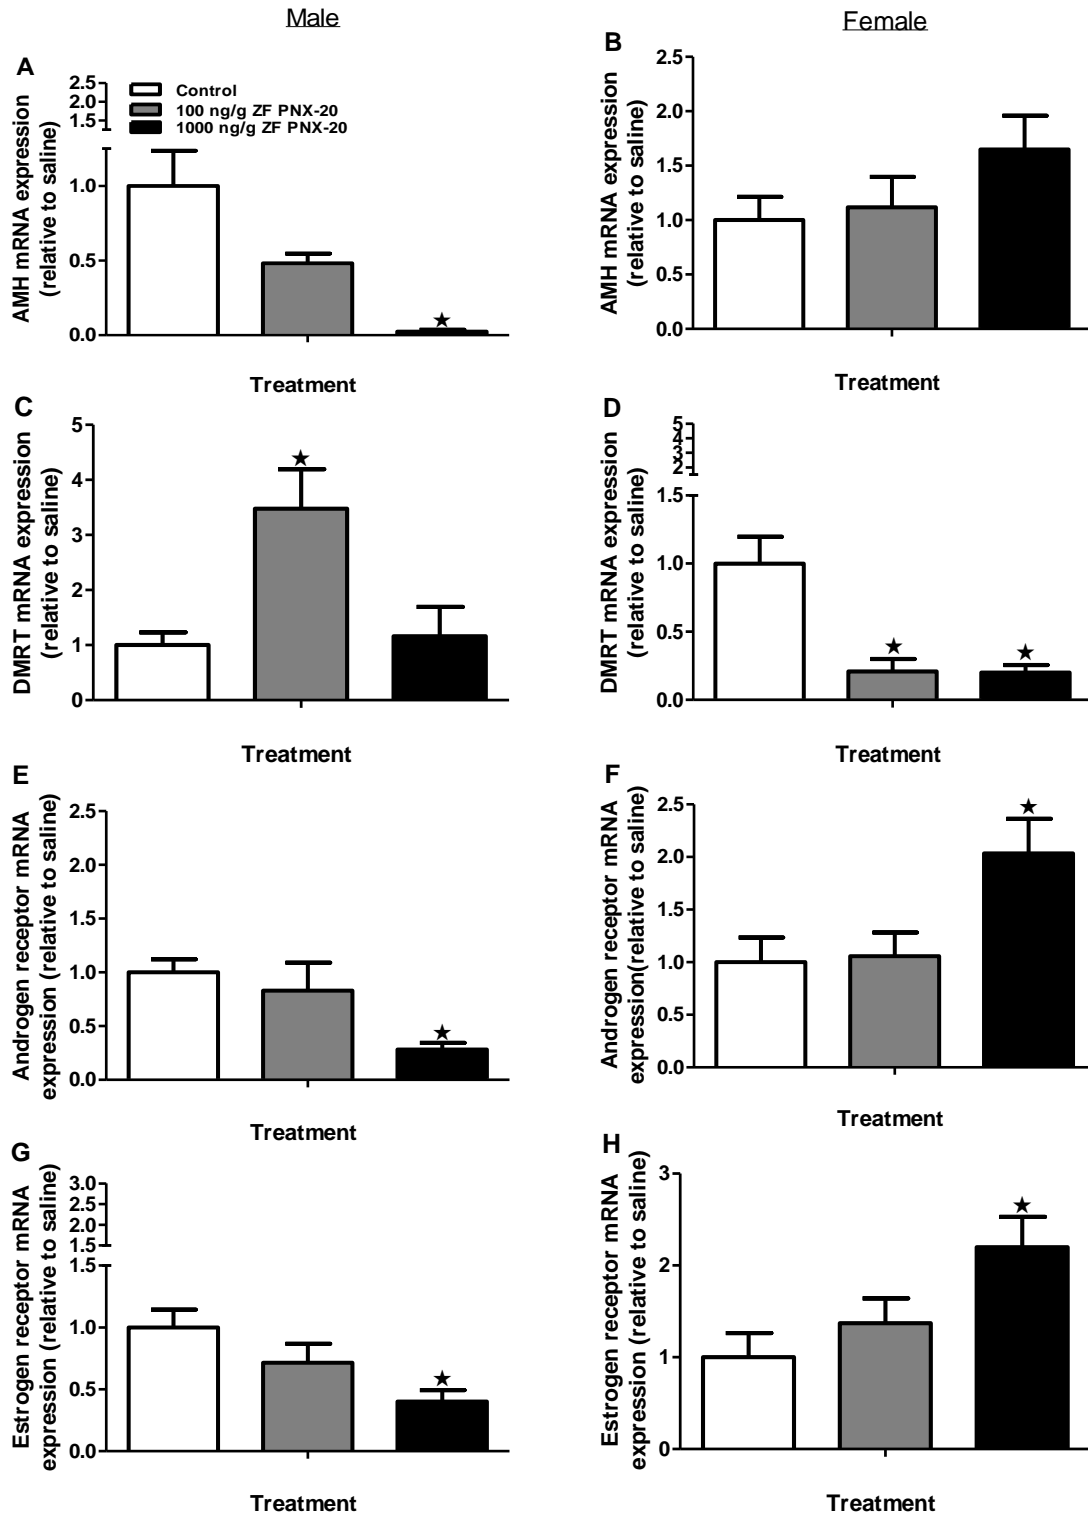 Male
Female
A
2.5
2.0
1.5
1.0
0.5
0.0
AMH mRNA expression
(relative to saline)
Control
100 ng/g ZF PNX-20
1000 ng/g ZF PNX-20
★
Treatment
B
2.5
2.0
1.5
1.0
0.5
0.0
AMH mRNA expression
(relative to saline)
Treatment
C
5
4
3
2
1
0
DMRT mRNA expression
(relative to saline)
★
Treatment
D
5
4
3
2
1.5
1.0
0.5
0.0
DMRT mRNA expression
(relative to saline)
★
★
Treatment
E
2.5
2.0
1.5
1.0
0.5
0.0
Androgen receptor mRNA
expression (relative to saline)
★
Treatment
F
2.5
2.0
1.5
1.0
0.5
0.0
Androgen receptor mRNA
expression(relative to saline)
★
Treatment
G
3.0
2.5
2.0
1.5
1.5
1.0
0.5
0.0
Estrogen receptor mRNA
expression (relative to saline)
★
Treatment
H
3
2
1
0
Estrogen receptor mRNA
expression (relative to saline)
★
Treatment